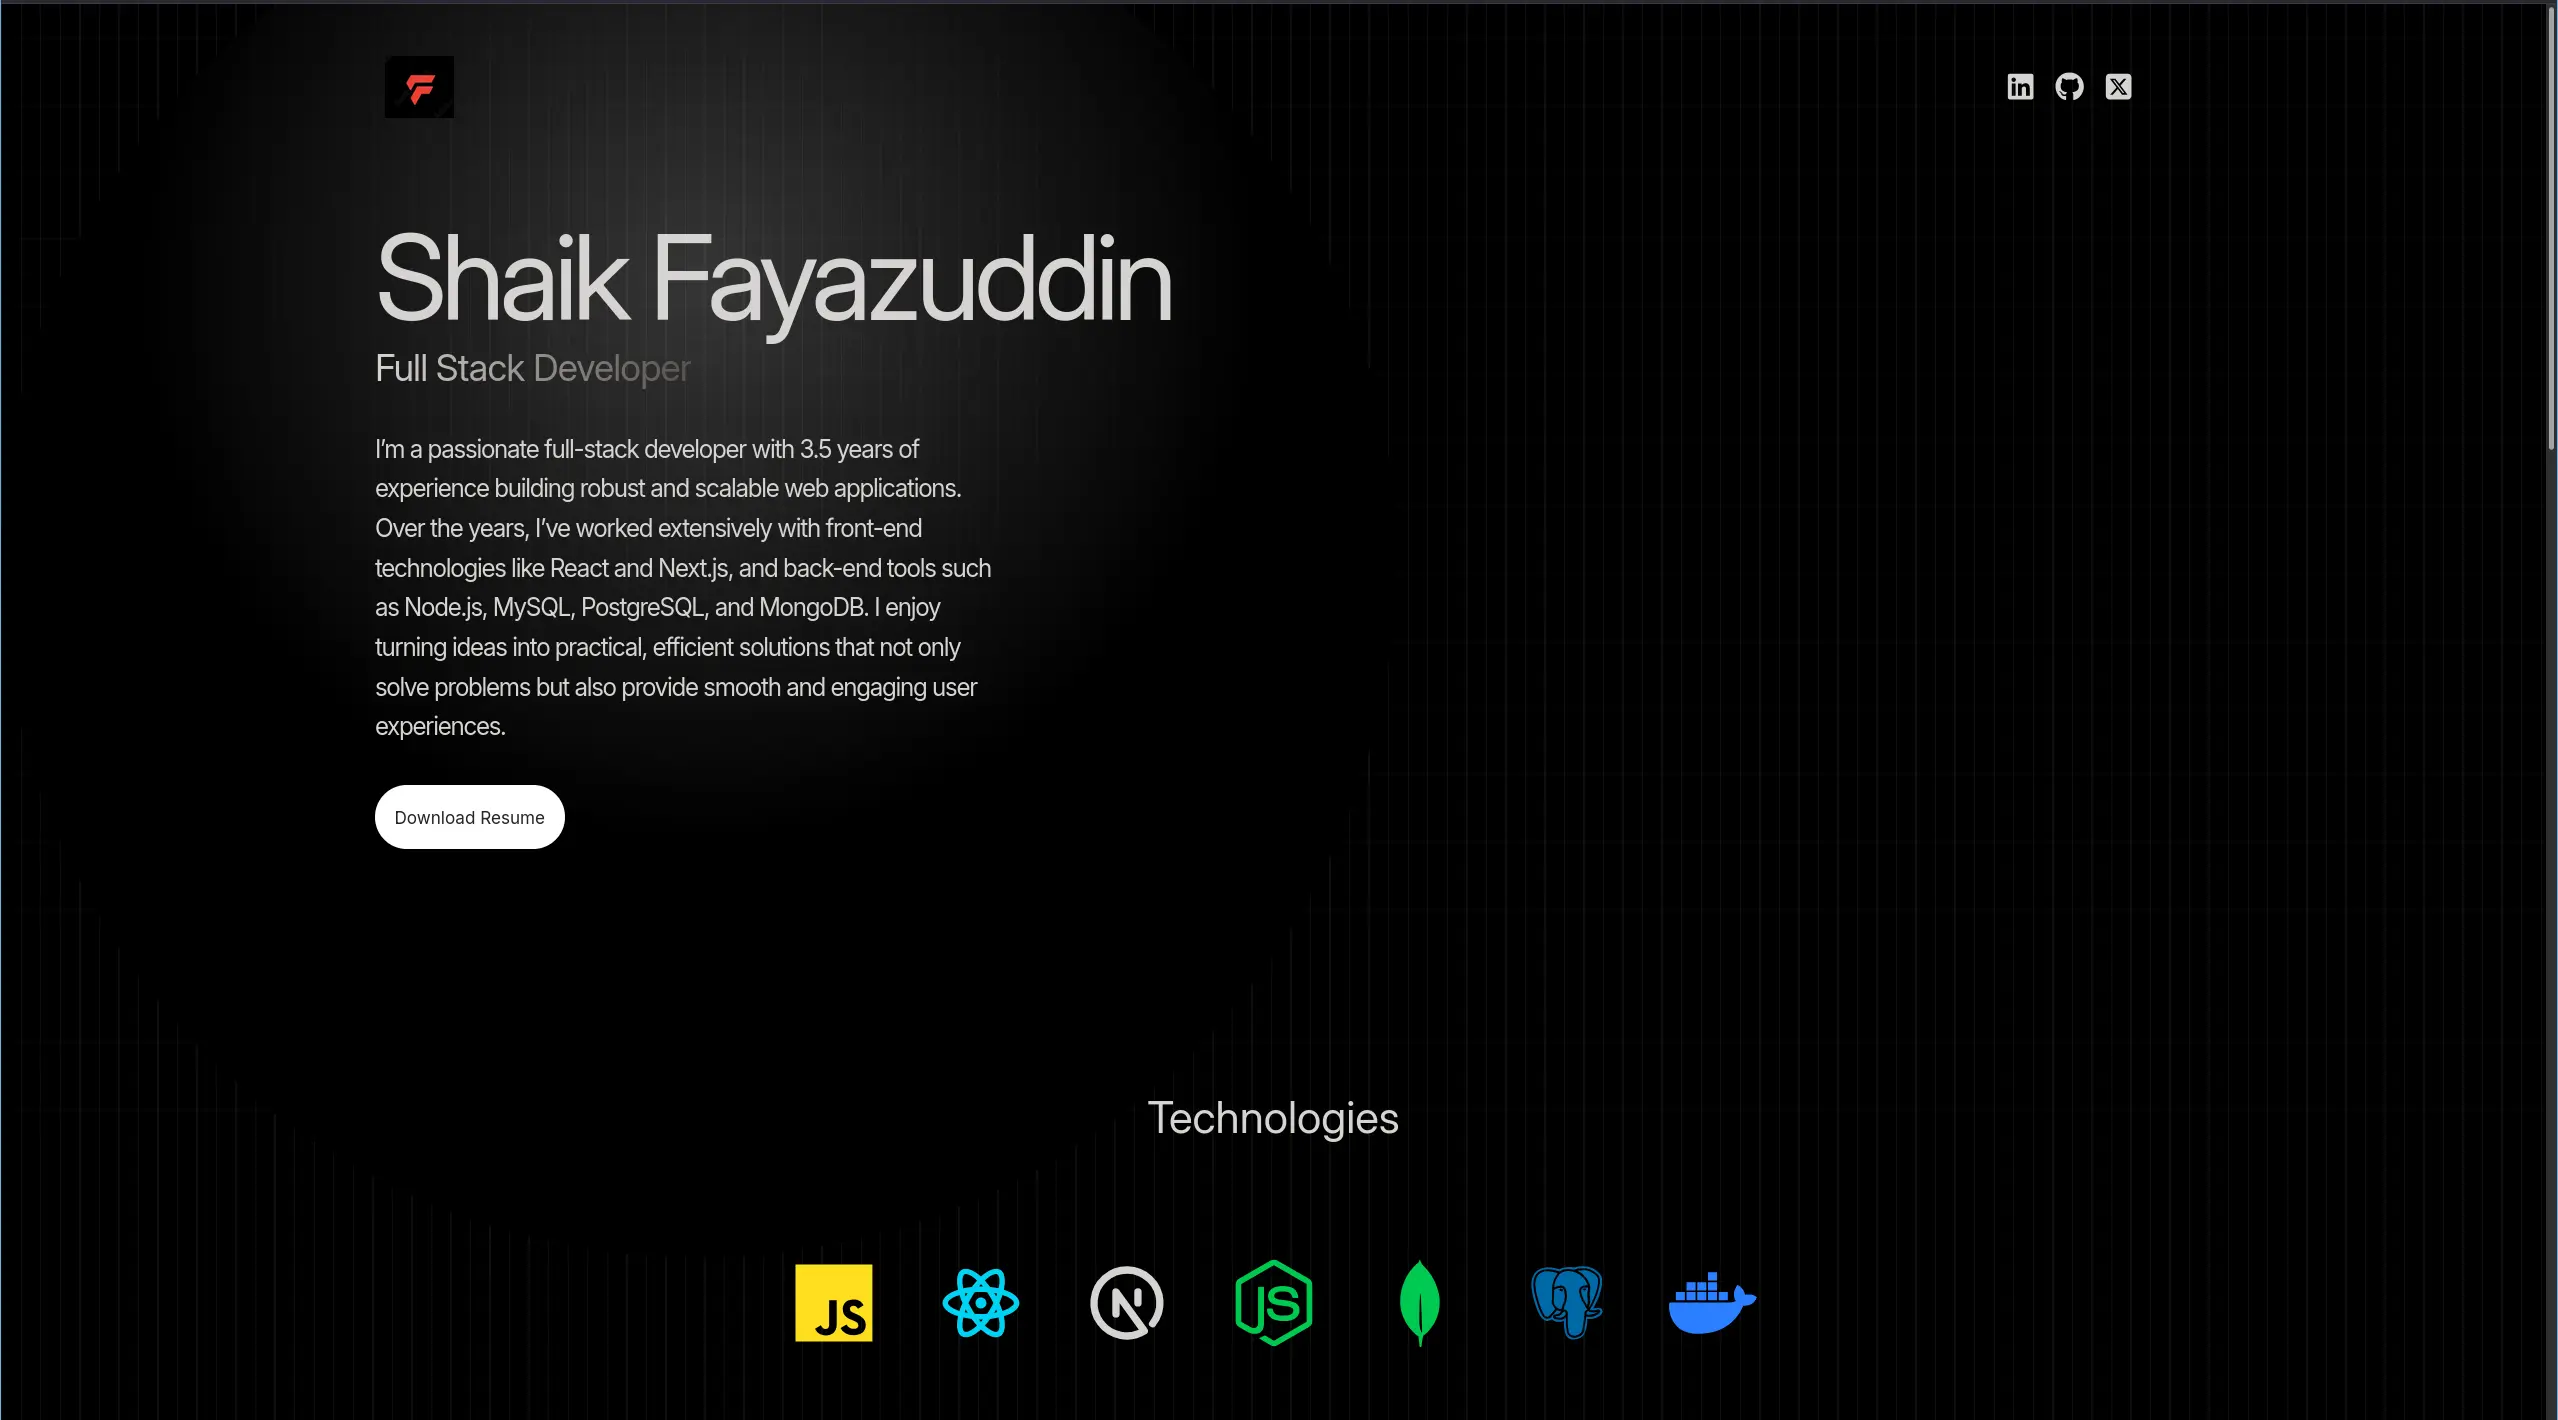 Shaik Fayazuddin
Full Stack Developer
I’m a passionate full-stack developer with 3.5 years of
experience building robust and scalable web applications.
Over the years, I’ve worked extensively with front-end
technologies like React and Next.js, and back-end tools such
as Node.js, MySQL, PostgreSQL, and MongoDB. I enjoy
turning ideas into practical, efficient solutions that not only
solve problems but also provide smooth and engaging user
experiences.
Download Resume
Technologies
JS N JS